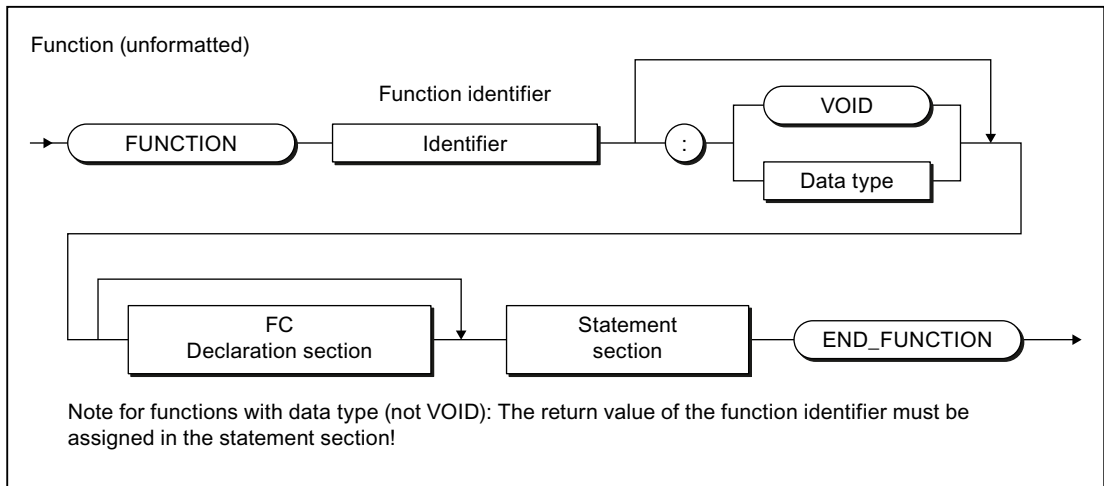 Function (unformatted)
Function identifier
FUNCTION
Identifier
:
VOID
Data type
FC
Declaration section
Statement
section
END_FUNCTION
Note for functions with data type (not VOID): The return value of the function identifier must be
assigned in the statement section!